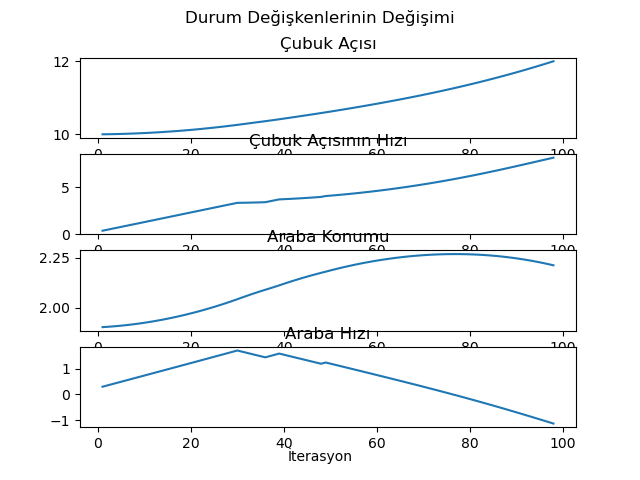 Durum Değişkenlerinin Değişimi
Çubuk Açısı
12
10
0 20 40 60 80 100
Çubuk Açısının Hızı
5
0
0 20 40 60 80 100
Araba Konumu
2.25
2.00
0 20 40 60 80 100
Araba Hızı
1
0
−1
0 20 40 60 80 100
İterasyon